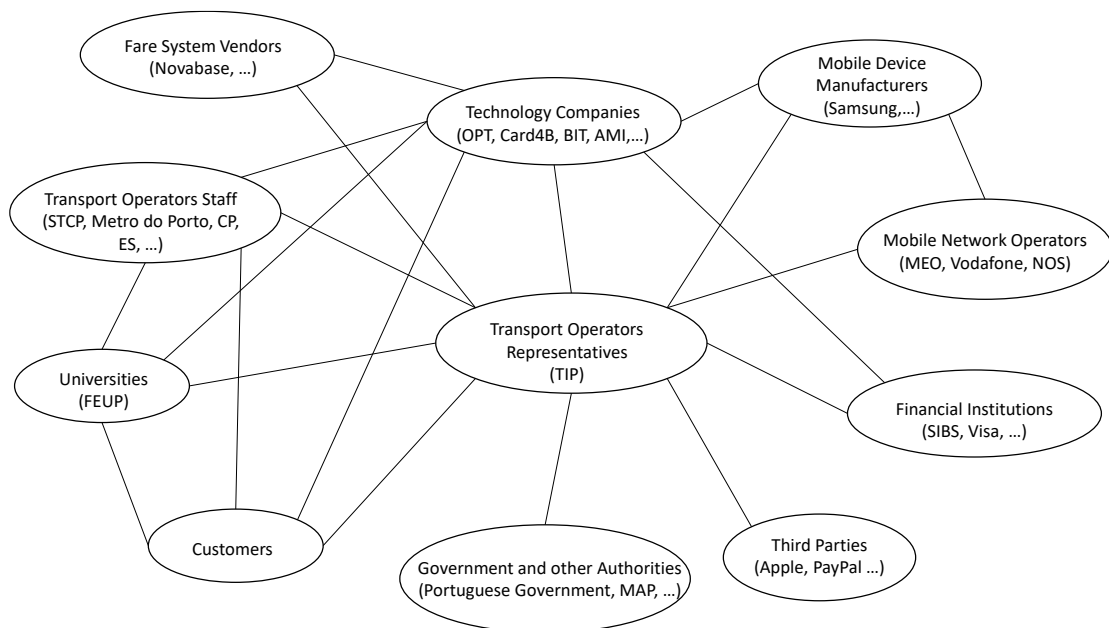 Fare System Vendors
(Novabase, …)
Mobile Device
Manufacturers
(Samsung,…)
Technology Companies
(OPT, Card4B, BIT, AMI,…)
Transport Operators Staff
(STCP, Metro do Porto, CP,
ES, …)
Mobile Network Operators
(MEO, Vodafone, NOS)
Transport Operators
Representatives
(TIP)
Universities
(FEUP)
Financial Institutions
(SIBS, Visa, …)
Customers
Government and other Authorities
(Portuguese Government, MAP, …)
Third Parties
(Apple, PayPal …)